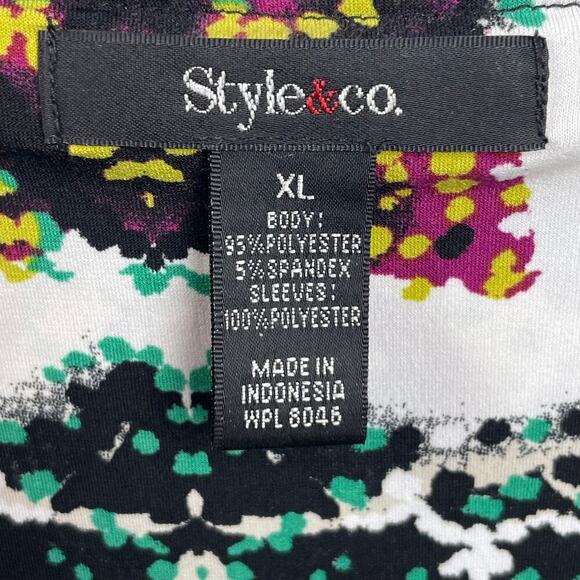 Style&co.
XL
BODY:
95%POLYESTER
5%SPANDEX
SLEEVES:
100%POLYESTER
MADE IN
INDONESIA
WPL 8046